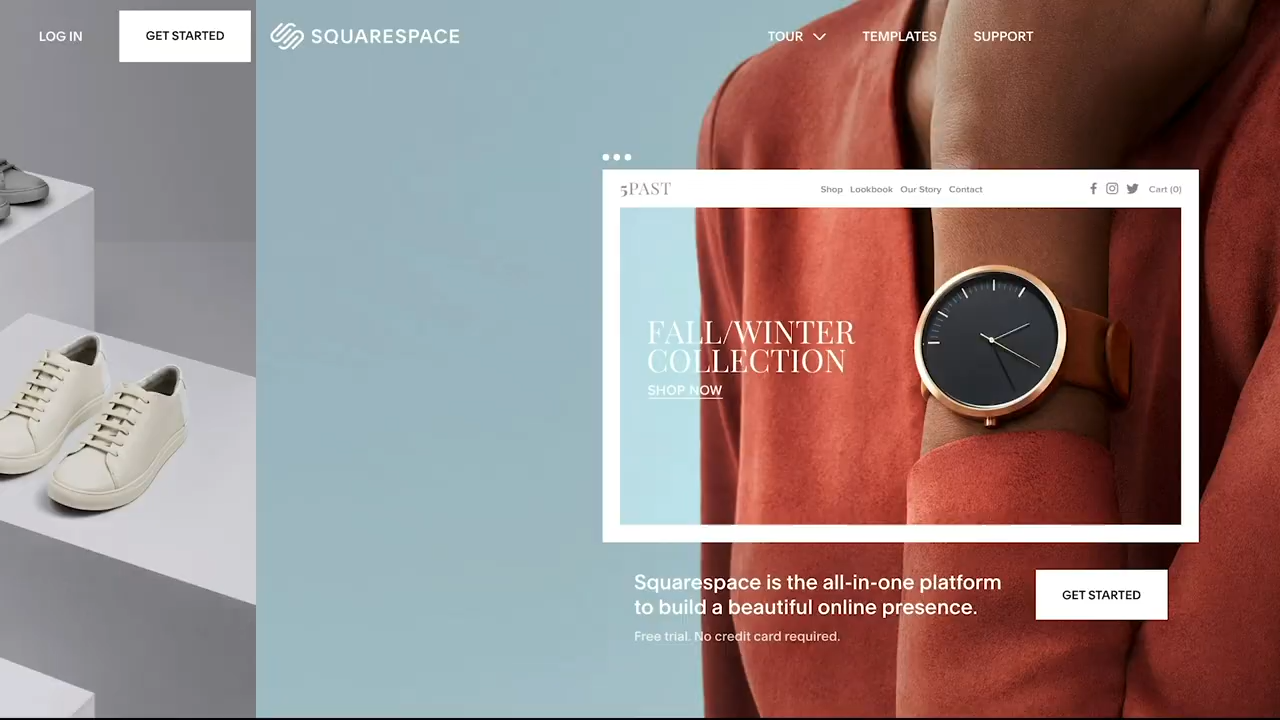 LOG IN
GET STARTED
SQUARESPACE
TOUR
TEMPLATES
SUPPORT
5PAST
Shop Lookbook Our Story Contact
Cart (0)
FALL/WINTER
COLLECTION
SHOP NOW
Squarespace is the all-in-one platform
to build a beautiful online presence.
Free trial. No credit card required.
GET STARTED